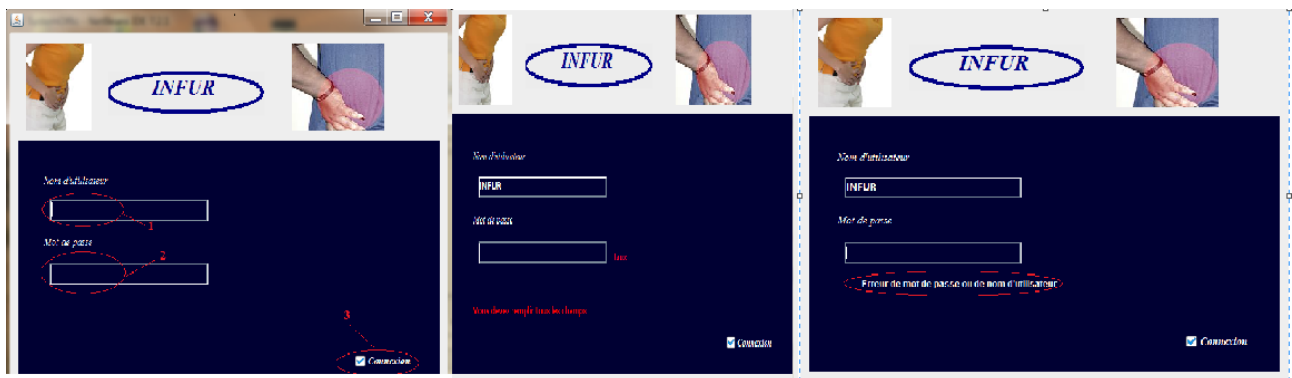 INFUR
Nom d'utilisateur
1
Mot de passe
2
3
Connexion
INFUR
Nom d'utilisateur
INFUR
Mot de passe
Vous devez remplir tous les champs
Connexion
INFUR
Nom d'utilisateur
INFUR
Mot de passe
Erreur de mot de passe ou de nom d'utilisateur
Connexion